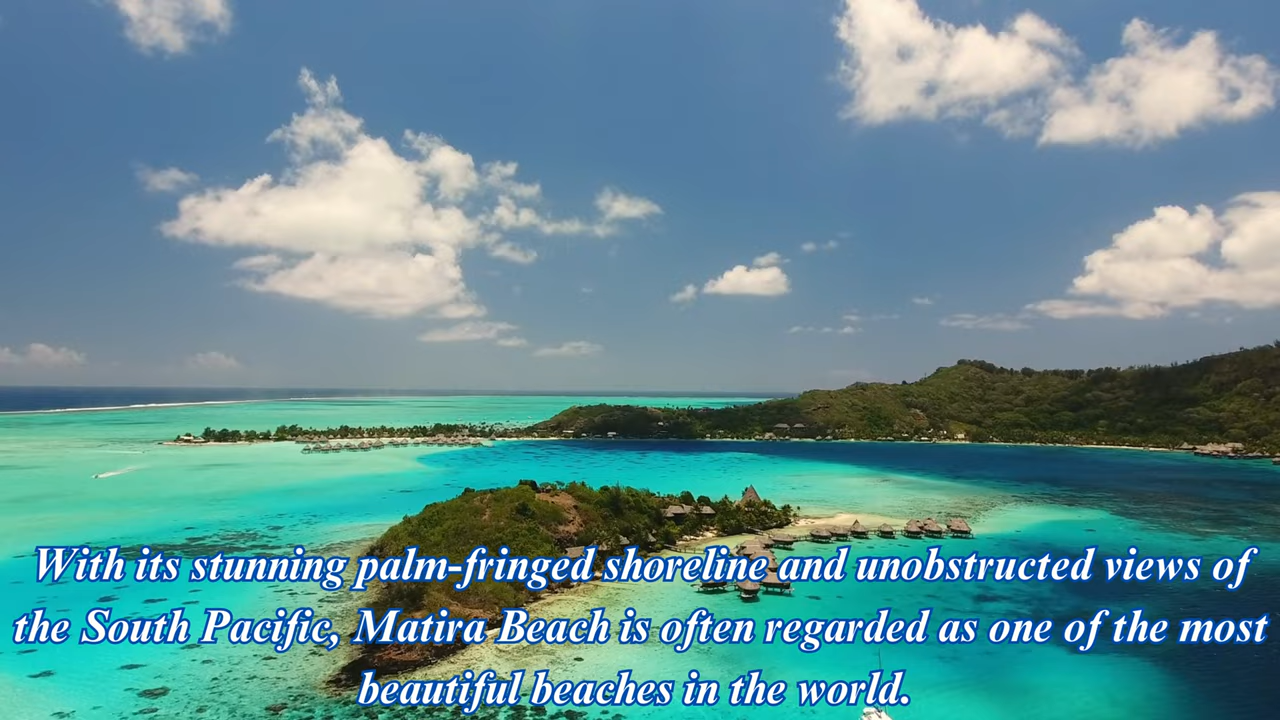 With its stunning palm-fringed shoreline and unobstructed views of
the South Pacific, Matira Beach is often regarded as one of the most
beautiful beaches in the world.